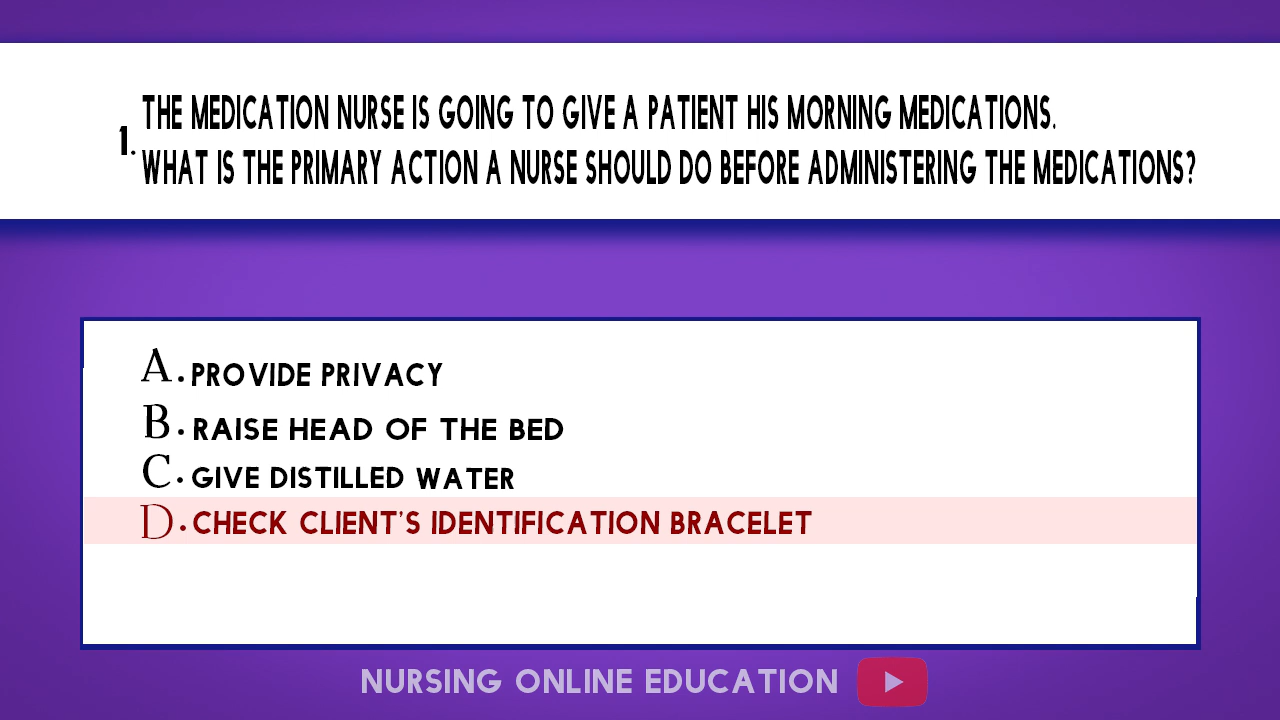 1.
THE MEDICATION NURSE IS GOING TO GIVE A PATIENT HIS MORNING MEDICATIONS.
WHAT IS THE PRIMARY ACTION A NURSE SHOULD DO BEFORE ADMINISTERING THE MEDICATIONS?
A. PROVIDE PRIVACY
B. RAISE HEAD OF THE BED
C. GIVE DISTILLED WATER
D. CHECK CLIENT'S IDENTIFICATION BRACELET
NURSING ONLINE EDUCATION